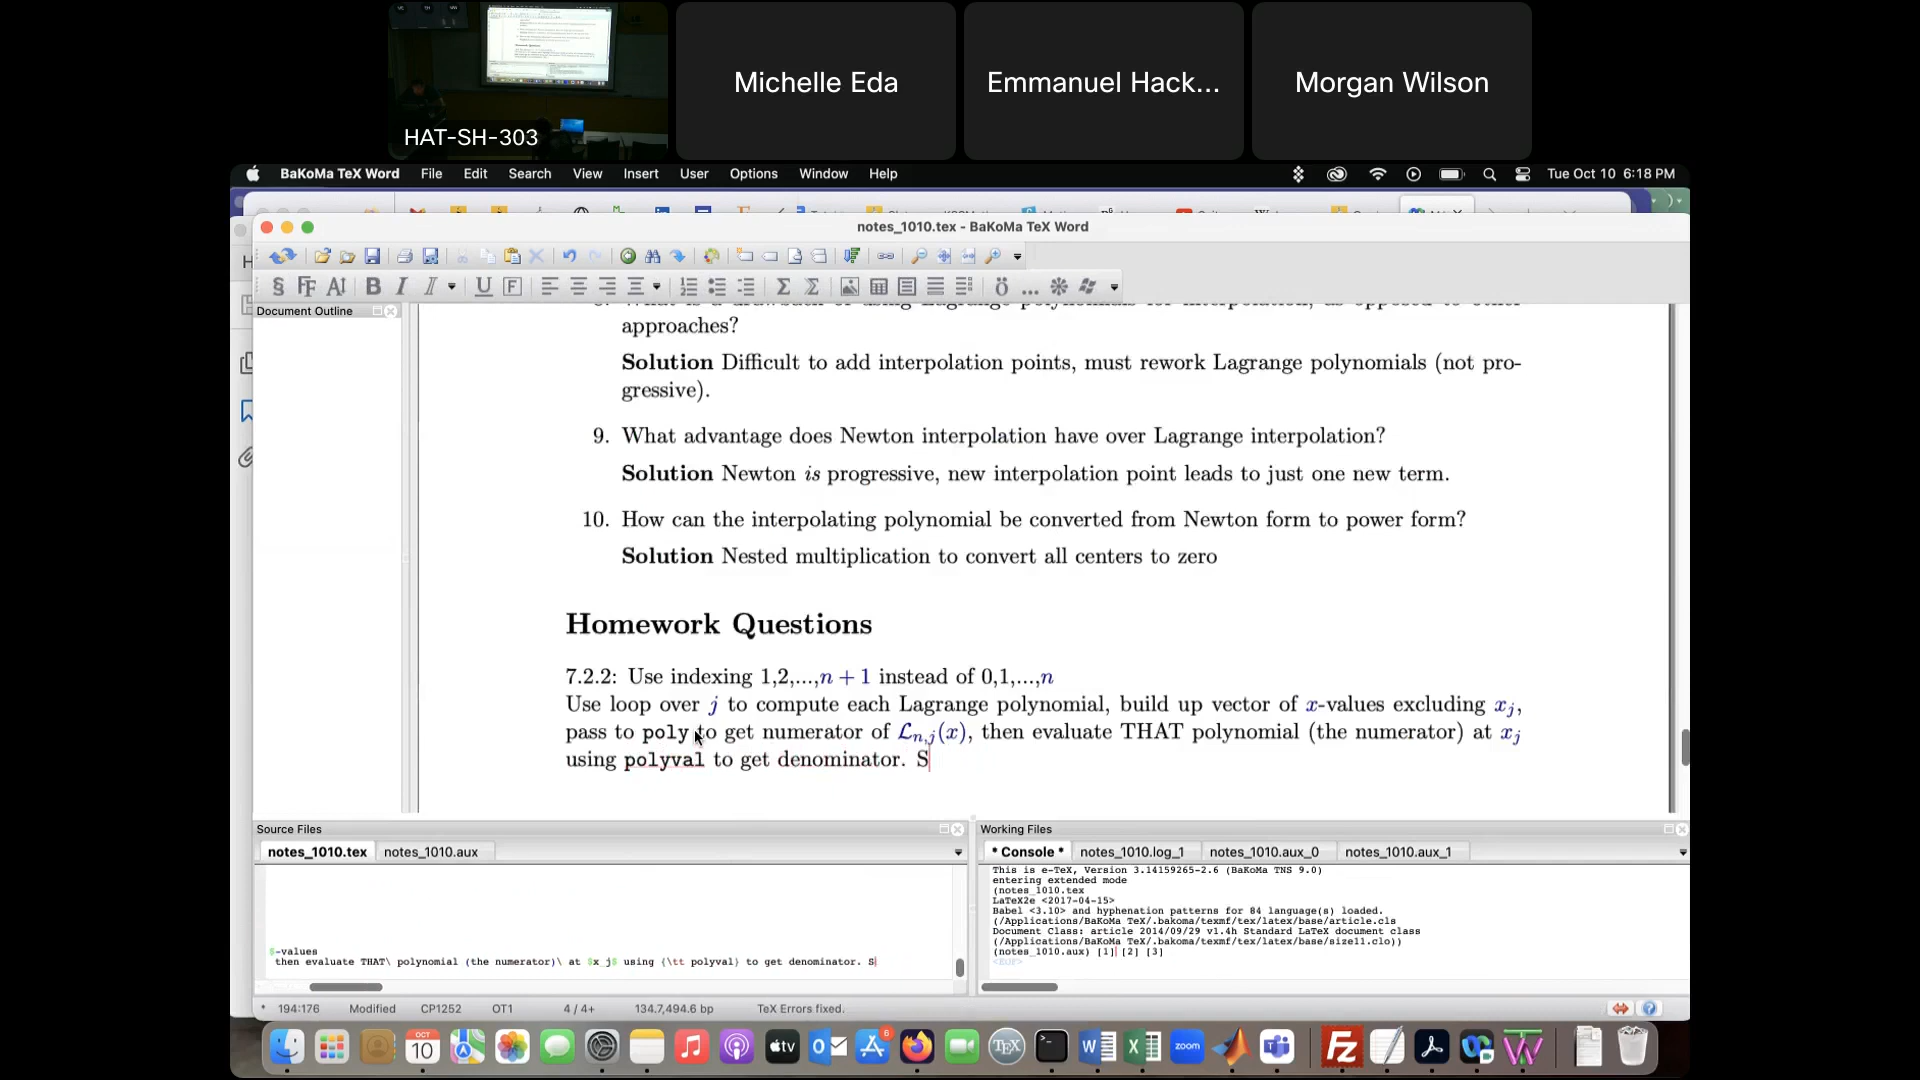 HAT-SH-303
Michelle Eda
Emmanuel Hack...
Morgan Wilson
BaKoMa TeX Word File Edit Search View Insert User Options Window Help
Tue Oct 10 6:18 PM
notes_1010.tex - BaKoMa TeX Word
Document Outline
approaches?
Solution Difficult to add interpolation points, must rework Lagrange polynomials (not pro-
gressive).
9. What advantage does Newton interpolation have over Lagrange interpolation?
Solution Newton is progressive, new interpolation point leads to just one new term.
10. How can the interpolating polynomial be converted from Newton form to power form?
Solution Nested multiplication to convert all centers to zero
Homework Questions
7.2.2: Use indexing 1,2,...,n + 1 instead of 0,1,...,n
Use loop over j to compute each Lagrange polynomial, build up vector of x-values excluding x_j,
pass to poly to get numerator of ℒ_{n,j}(x), then evaluate THAT polynomial (the numerator) at x_j
using polyval to get denominator. S
Source Files
notes_1010.tex notes_1010.aux
$-values
then evaluate THAT\ polynomial (the numerator)\ at $x_j$ using {\tt polyval} to get denominator. S
Working Files
* Console * notes_1010.log_1 notes_1010.aux_0 notes_1010.aux_1
This is e-TeX, Version 3.14159265-2.6 (BaKoMa TNS 9.0)
entering extended mode
(notes_1010.tex
LaTeX2e <2017-04-15>
Babel <3.10> and hyphenation patterns for 84 language(s) loaded.
(/Applications/BaKoMa TeX/.bakoma/texmf/tex/latex/base/article.cls
Document Class: article 2014/09/29 v1.4h Standard LaTeX document class
(/Applications/BaKoMa TeX/.bakoma/texmf/tex/latex/base/size11.clo))
(notes_1010.aux) [1] [2] [3]
<EOF>
* 194:176 Modified CP1252 OT1 4 / 4+ 134.7,494.6 bp TeX Errors fixed.
OCT
10
tv
6
TEX
zoom